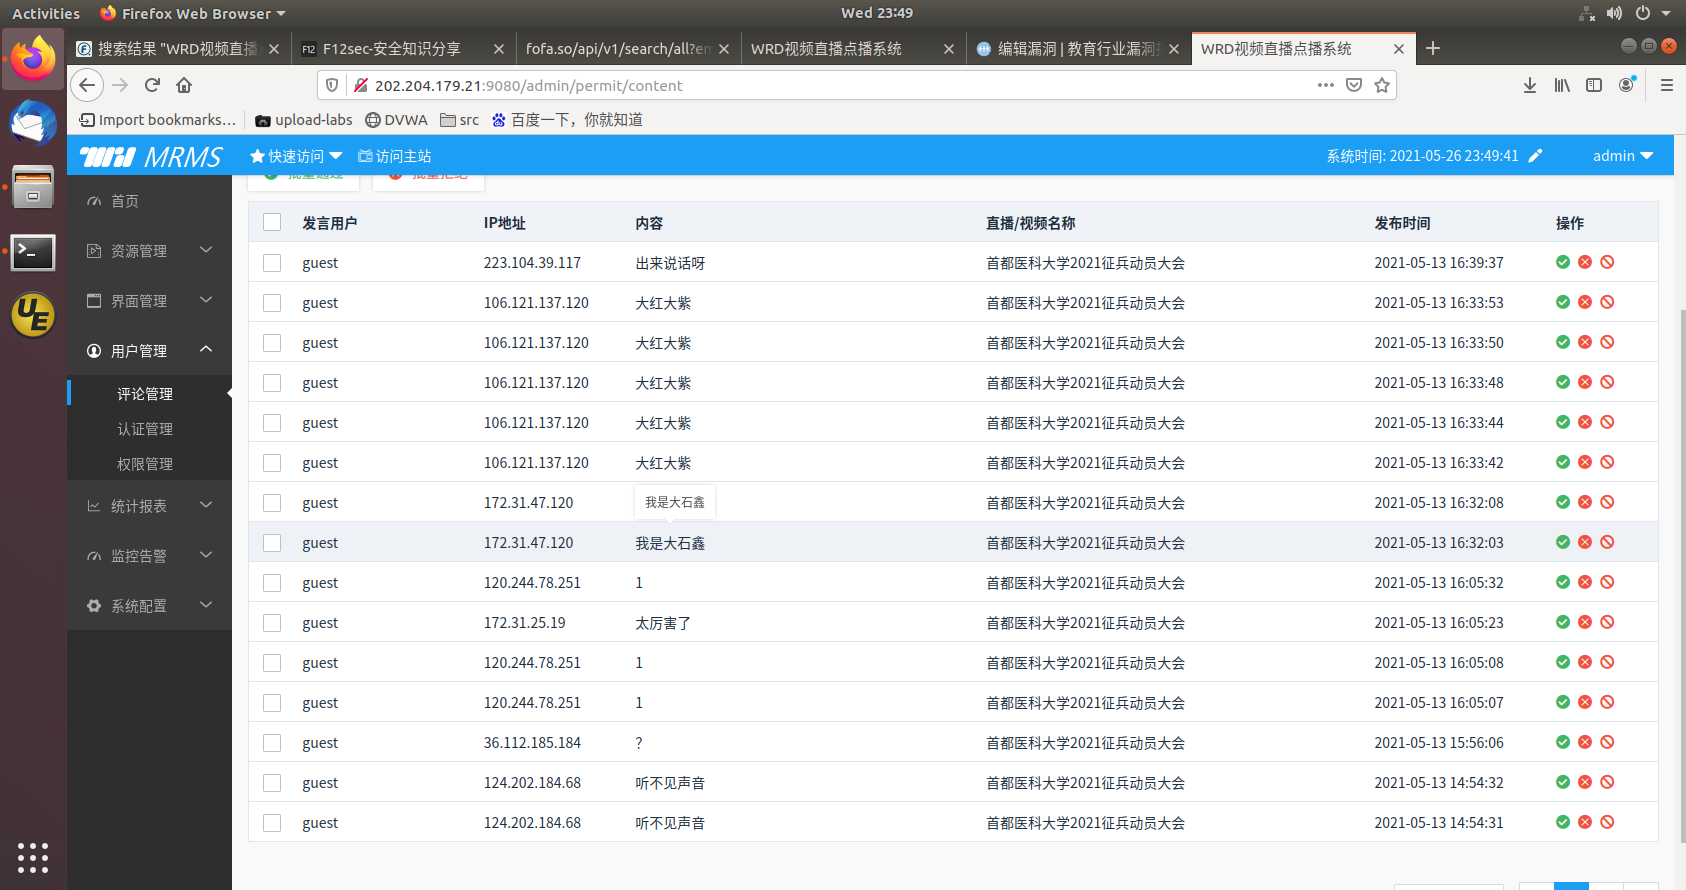 Activities Firefox Web Browser Wed 23:49
搜索结果 "WRD视频直播 F12sec-安全知识分享 fofa.so/api/v1/search/all?em WRD视频直播点播系统 编辑漏洞 | 教育行业漏洞 WRD视频直播点播系统
202.204.179.21:9080/admin/permit/content
Import bookmarks... upload-labs DVWA src 百度一下，你就知道
MRMS 快速访问 访问主站 系统时间: 2021-05-26 23:49:41 admin
批量通过 批量拒绝
首页
资源管理
界面管理
用户管理
评论管理
认证管理
权限管理
统计报表
监控告警
系统配置
发言用户 IP地址 内容 直播/视频名称 发布时间 操作
guest 223.104.39.117 出来说话呀 首都医科大学2021征兵动员大会 2021-05-13 16:39:37
guest 106.121.137.120 大红大紫 首都医科大学2021征兵动员大会 2021-05-13 16:33:53
guest 106.121.137.120 大红大紫 首都医科大学2021征兵动员大会 2021-05-13 16:33:50
guest 106.121.137.120 大红大紫 首都医科大学2021征兵动员大会 2021-05-13 16:33:48
guest 106.121.137.120 大红大紫 首都医科大学2021征兵动员大会 2021-05-13 16:33:44
guest 106.121.137.120 大红大紫 首都医科大学2021征兵动员大会 2021-05-13 16:33:42
guest 172.31.47.120 我是大石鑫 首都医科大学2021征兵动员大会 2021-05-13 16:32:08
guest 172.31.47.120 我是大石鑫 首都医科大学2021征兵动员大会 2021-05-13 16:32:03
guest 120.244.78.251 1 首都医科大学2021征兵动员大会 2021-05-13 16:05:32
guest 172.31.25.19 太厉害了 首都医科大学2021征兵动员大会 2021-05-13 16:05:23
guest 120.244.78.251 1 首都医科大学2021征兵动员大会 2021-05-13 16:05:08
guest 120.244.78.251 1 首都医科大学2021征兵动员大会 2021-05-13 16:05:07
guest 36.112.185.184 ？ 首都医科大学2021征兵动员大会 2021-05-13 15:56:06
guest 124.202.184.68 听不见声音 首都医科大学2021征兵动员大会 2021-05-13 14:54:32
guest 124.202.184.68 听不见声音 首都医科大学2021征兵动员大会 2021-05-13 14:54:31